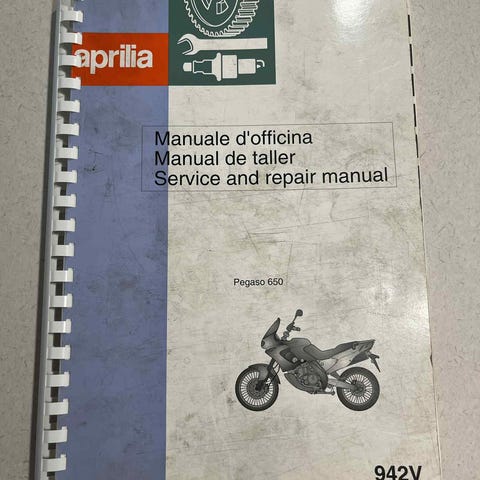 aprilia
Manuale d'officina
Manual de taller
Service and repair manual
Pegaso 650
942V